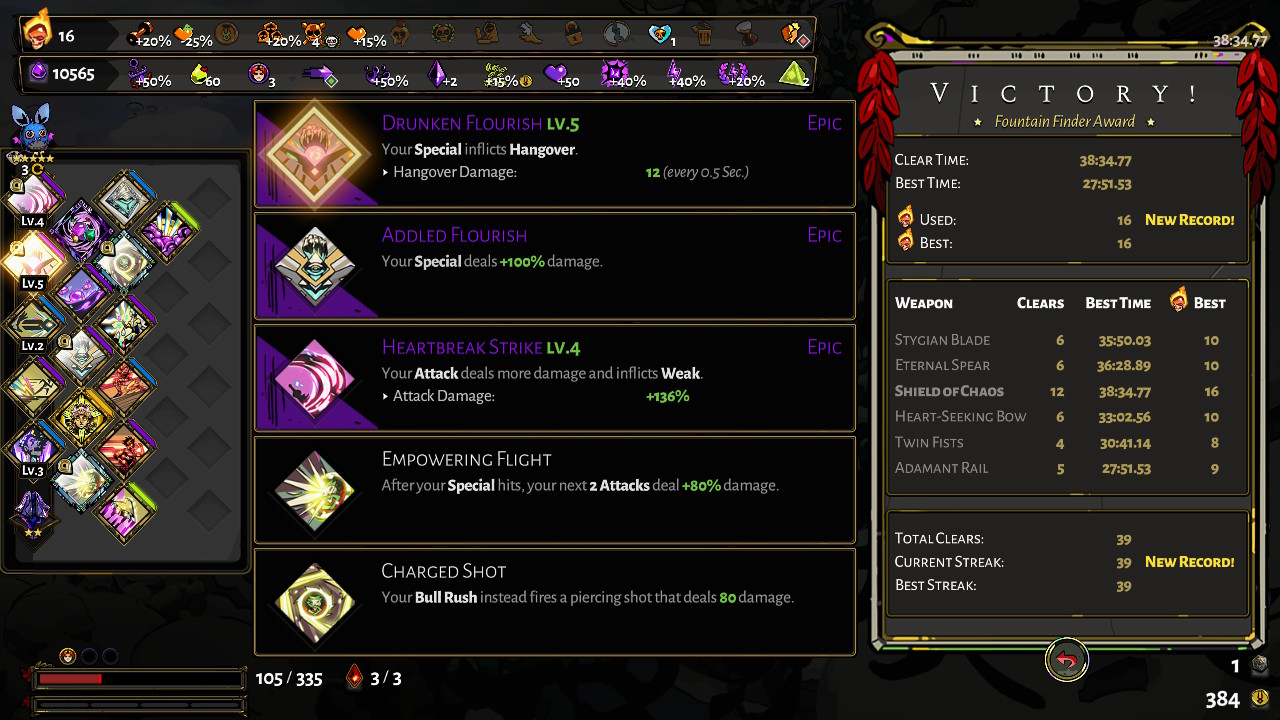 16
+20%
-25%
+20%
4
+15%
1
10565
+50%
60
3
+50%
+2
+15%
+50
+40%
+40%
+20%
2
3
Lv.4
Lv.5
Lv.2
Lv.3
DRUNKEN FLOURISH LV.5
EPIC
Your Special inflicts Hangover.
▸ Hangover Damage: 12 (every 0.5 Sec.)
ADDLED FLOURISH
EPIC
Your Special deals +100% damage.
HEARTBREAK STRIKE LV.4
EPIC
Your Attack deals more damage and inflicts Weak.
▸ Attack Damage: +136%
EMPOWERING FLIGHT
After your Special hits, your next 2 Attacks deal +80% damage.
CHARGED SHOT
Your Bull Rush instead fires a piercing shot that deals 80 damage.
105 / 335
3 / 3
38:34.77
VICTORY!
Fountain Finder Award
CLEAR TIME: 38:34.77
BEST TIME: 27:51.53
USED: 16 NEW RECORD!
BEST: 16
WEAPON CLEARS BEST TIME BEST
STYGIAN BLADE 6 35:50.03 10
ETERNAL SPEAR 6 36:28.89 10
SHIELD OF CHAOS 12 38:34.77 16
HEART-SEEKING BOW 6 33:02.56 10
TWIN FISTS 4 30:41.14 8
ADAMANT RAIL 5 27:51.53 9
TOTAL CLEARS: 39
CURRENT STREAK: 39 NEW RECORD!
BEST STREAK: 39
1
384